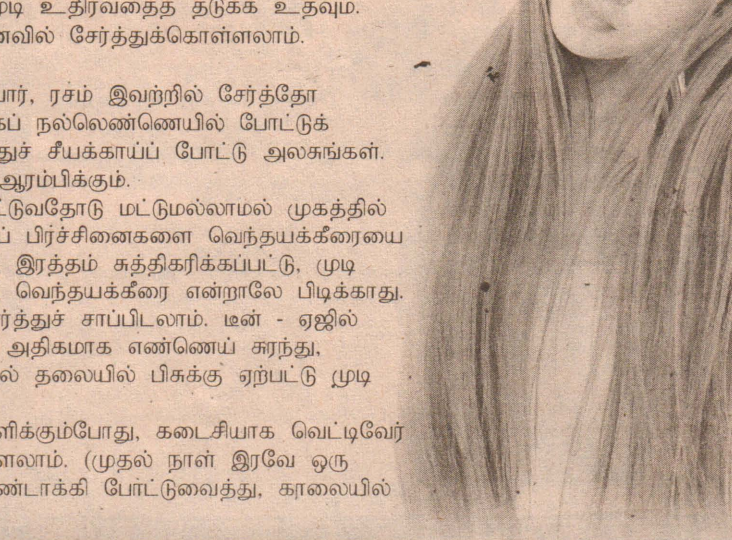 முடி உதிர்வதைத் தடுக்க உதவும்.
னவில் சேர்த்துக்கொள்ளலாம்.
பார், ரசம் இவற்றில் சேர்த்தோ
கப் நல்லெண்ணெயில் போட்டுக்
துச் சீயக்காய்ப் போட்டு அலசுங்கள்.
ஆரம்பிக்கும்.
ட்டுவதோடு மட்டுமல்லாமல் முகத்தில்
ப் பிர்ச்சினைகளை வெந்தயக்கீரையை
இரத்தம் சுத்திகரிக்கப்பட்டு, முடி
வெந்தயக்கீரை என்றாலே பிடிக்காது.
ர்த்துச் சாப்பிடலாம். டீன் - ஏஜில்
அதிகமாக எண்ணெய் சுரந்து,
ல் தலையில் பிசுக்கு ஏற்பட்டு முடி
ளிக்கும்போது, கடைசியாக வெட்டிவேர்
ளலாம். (முதல் நாள் இரவே ஒரு
ண்டாக்கி போட்டுவைத்து, காலையில்